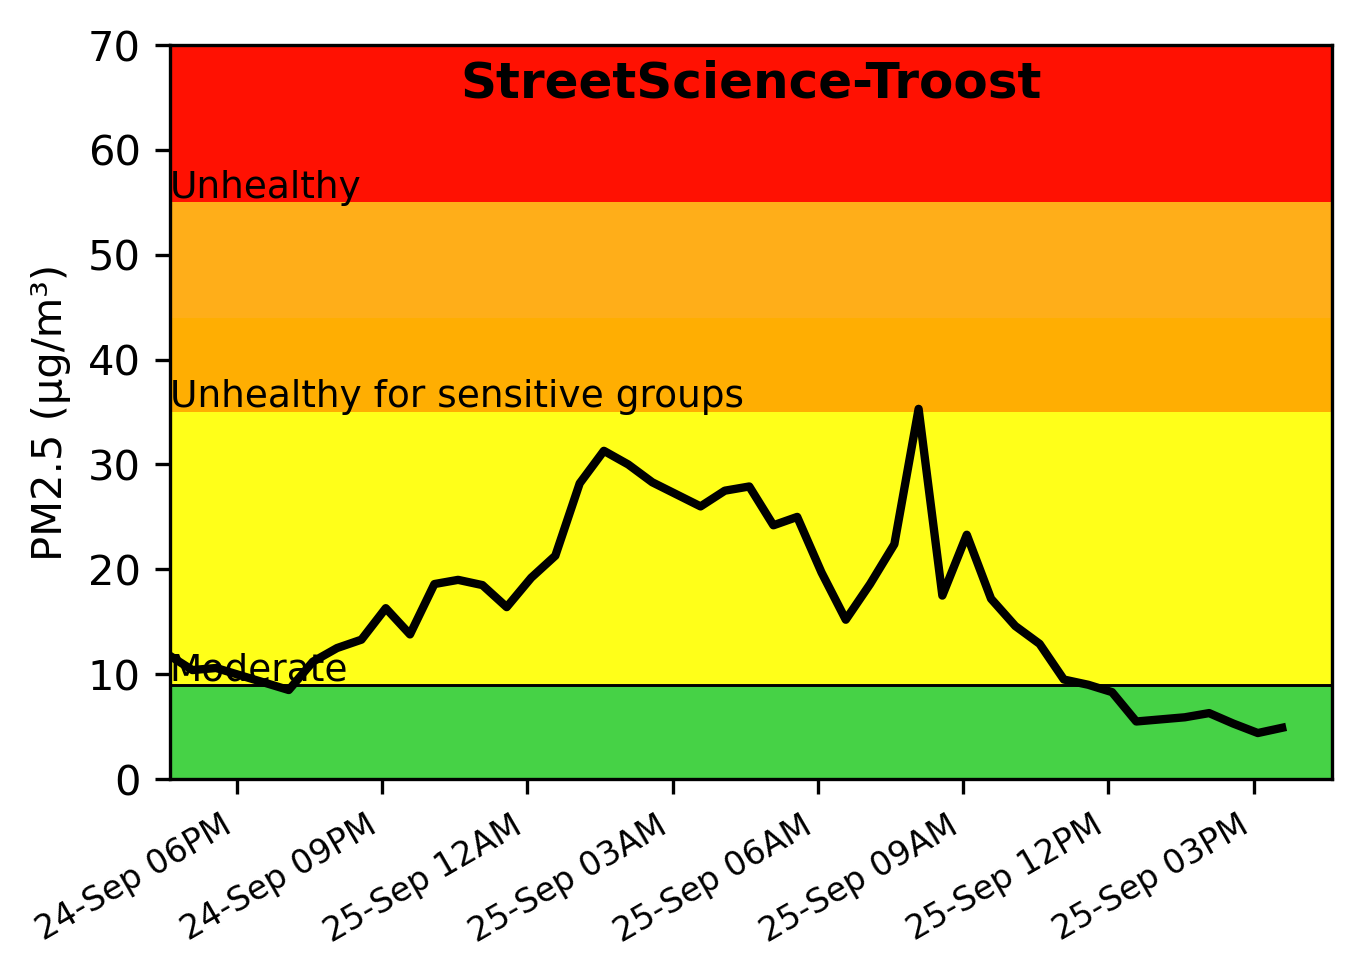 StreetScience-Troost
70
60
50
40
30
20
10
0
PM2.5 (µg/m³)
Unhealthy
Unhealthy for sensitive groups
Moderate
24-Sep 06PM
24-Sep 09PM
25-Sep 12AM
25-Sep 03AM
25-Sep 06AM
25-Sep 09AM
25-Sep 12PM
25-Sep 03PM